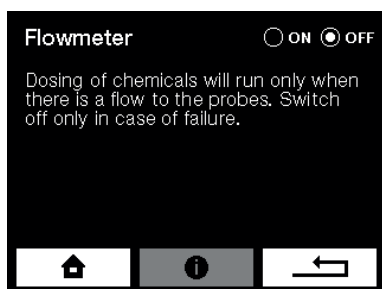 Flowmeter ON OFF
Dosing of chemicals will run only when
there is a flow to the probes. Switch
off only in case of failure.